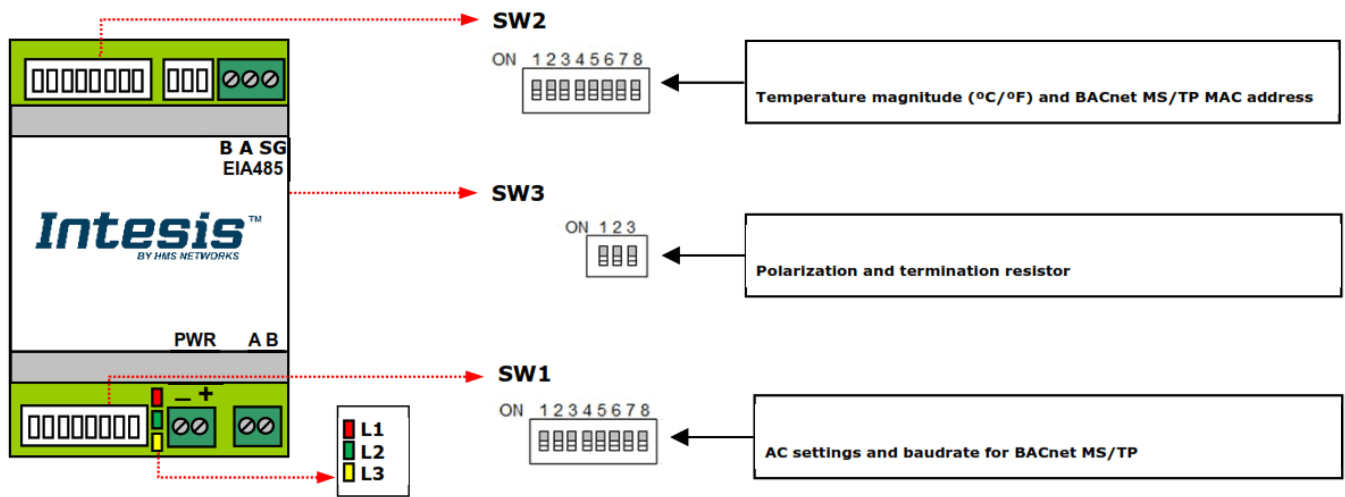 SW2
ON 1 2 3 4 5 6 7 8
Temperature magnitude (ºC/ºF) and BACnet MS/TP MAC address
B A SG
EIA485
SW3
ON 1 2 3
Intesis™
BY HMS NETWORKS
Polarization and termination resistor
PWR A B
SW1
− +
ON 1 2 3 4 5 6 7 8
L1
L2
L3
AC settings and baudrate for BACnet MS/TP